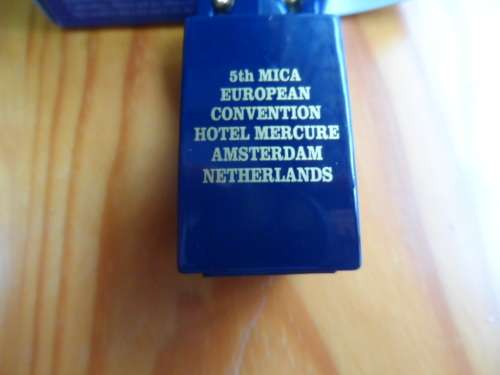 5th MICA
EUROPEAN
CONVENTION
HOTEL MERCURE
AMSTERDAM
NETHERLANDS